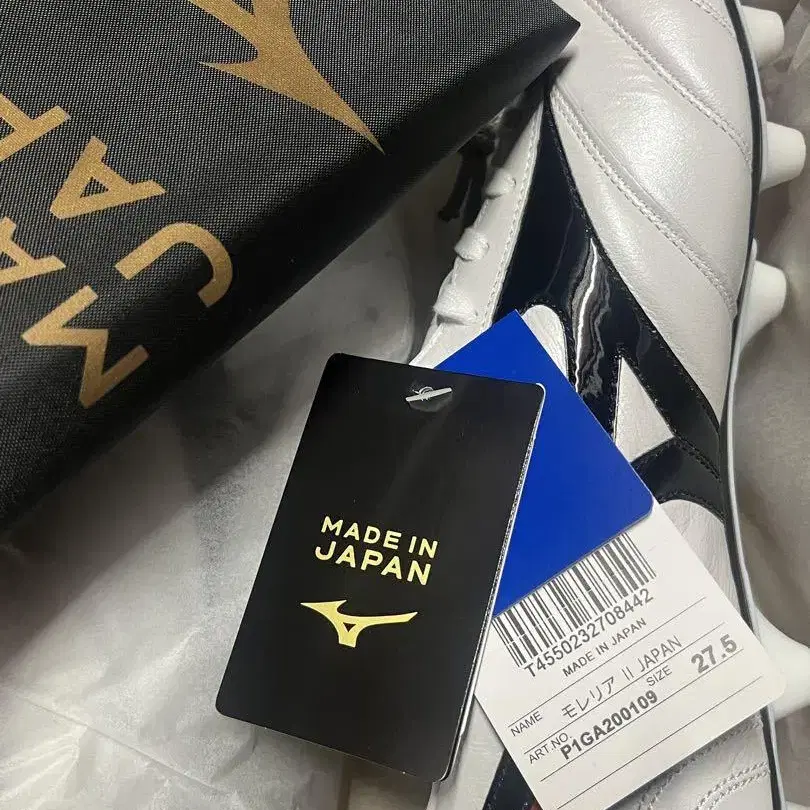 MADE IN
JAPAN
T4550232708442
MADE IN JAPAN
NAME モレリア II JAPAN
ART.NO. P1GA200109 SIZE 27.5